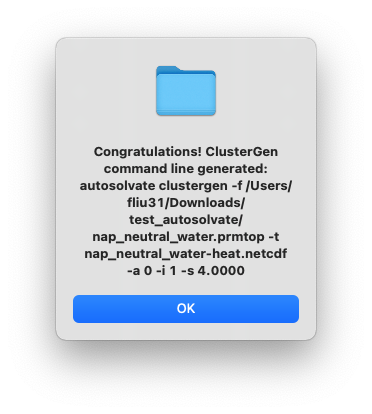 Congratulations! ClusterGen
command line generated:
autosolvate clustergen -f /Users/
fliu31/Downloads/
test_autosolvate/
nap_neutral_water.prmtop -t
nap_neutral_water-heat.netcdf
-a 0 -i 1 -s 4.0000
OK